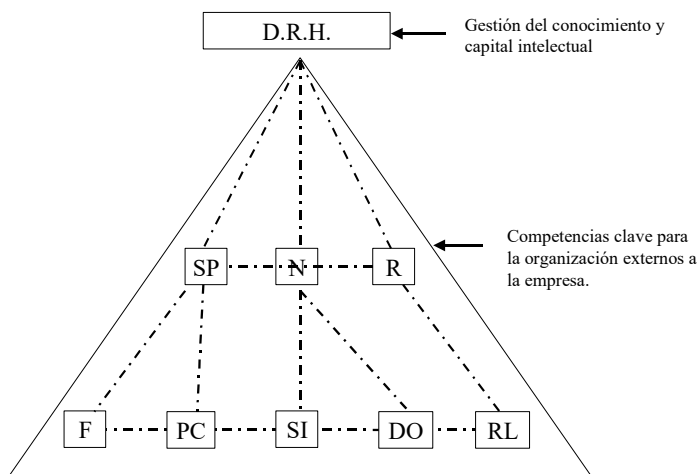 D.R.H.
Gestión del conocimiento y
capital intelectual
Competencias clave para
la organización externos a
la empresa.
SP
N
R
F
PC
SI
DO
RL